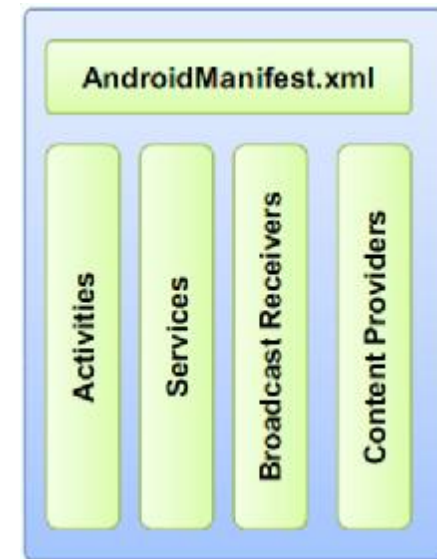 AndroidManifest.xml
Activities
Services
Broadcast Receivers
Content Providers